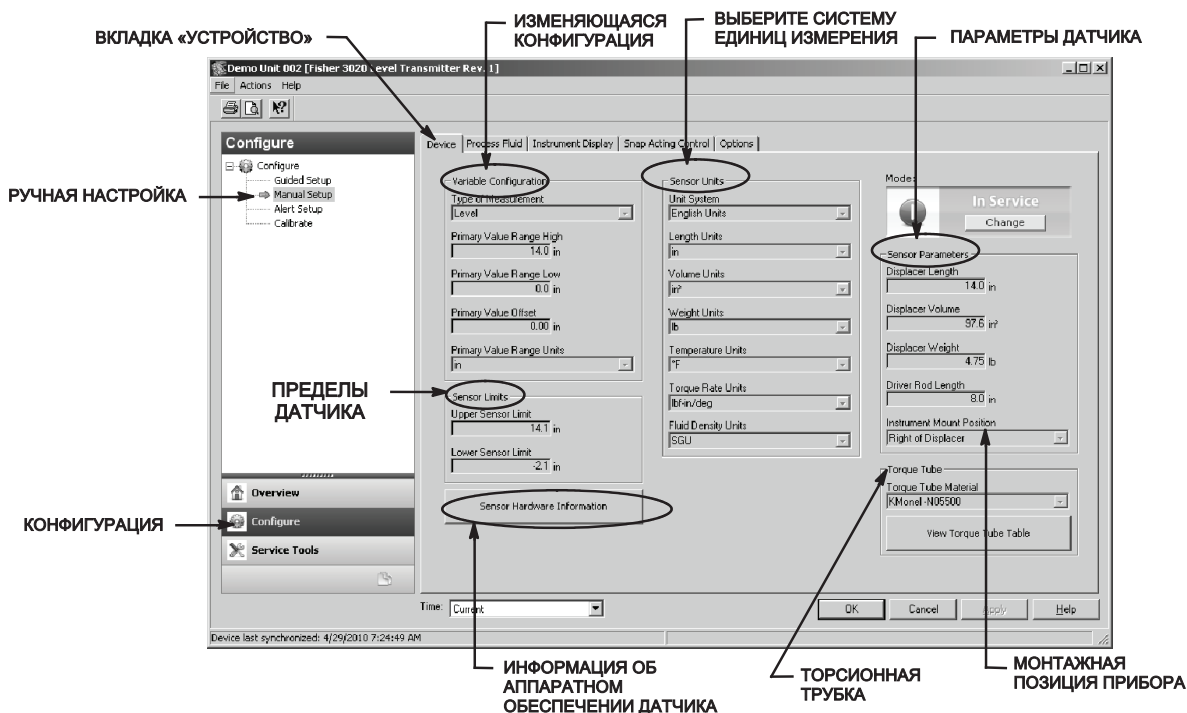 ВКЛАДКА «УСТРОЙСТВО»
ИЗМЕНЯЮЩАЯСЯ
КОНФИГУРАЦИЯ
ВЫБЕРИТЕ СИСТЕМУ
ЕДИНИЦ ИЗМЕРЕНИЯ
ПАРАМЕТРЫ ДАТЧИКА
Demo Unit 002 [Fisher 3020 Level Transmitter Rev. 1]
File Actions Help
Configure
Configure
Guided Setup
Manual Setup
Alert Setup
Calibrate
РУЧНАЯ НАСТРОЙКА
Device Process Fluid Instrument Display Snap Acting Control Options
Variable Configuration
Type of Measurement
Level
Primary Value Range High
14.0 in
Primary Value Range Low
0.0 in
Primary Value Offset
0.00 in
Primary Value Range Units
in
ПРЕДЕЛЫ
ДАТЧИКА
Sensor Limits
Upper Sensor Limit
14.1 in
Lower Sensor Limit
-2.1 in
Sensor Hardware Information
Sensor Units
Unit System
English Units
Length Units
in
Volume Units
in³
Weight Units
lb
Temperature Units
°F
Torque Rate Units
lbf-in/deg
Fluid Density Units
SGU
Mode:
In Service
Change
Sensor Parameters
Displacer Length
14.0 in
Displacer Volume
97.6 in³
Displacer Weight
4.75 lb
Driver Rod Length
8.0 in
Instrument Mount Position
Right of Displacer
Torque Tube
Torque Tube Material
KMonel -N05500
View Torque Tube Table
Overview
КОНФИГУРАЦИЯ
Configure
Service Tools
Time: Current
OK Cancel Apply Help
Device last synchronized: 4/29/2010 7:24:49 AM
ИНФОРМАЦИЯ ОБ
АППАРАТНОМ
ОБЕСПЕЧЕНИИ ДАТЧИКА
ТОРСИОННАЯ
ТРУБКА
МОНТАЖНАЯ
ПОЗИЦИЯ ПРИБОРА